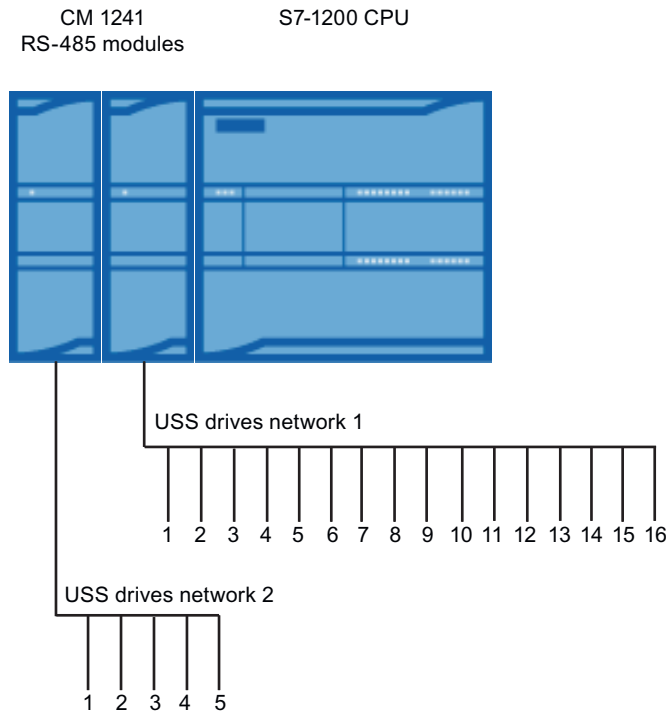 CM 1241
RS-485 modules
S7-1200 CPU
USS drives network 1
1 2 3 4 5 6 7 8 9 10 11 12 13 14 15 16
USS drives network 2
1 2 3 4 5